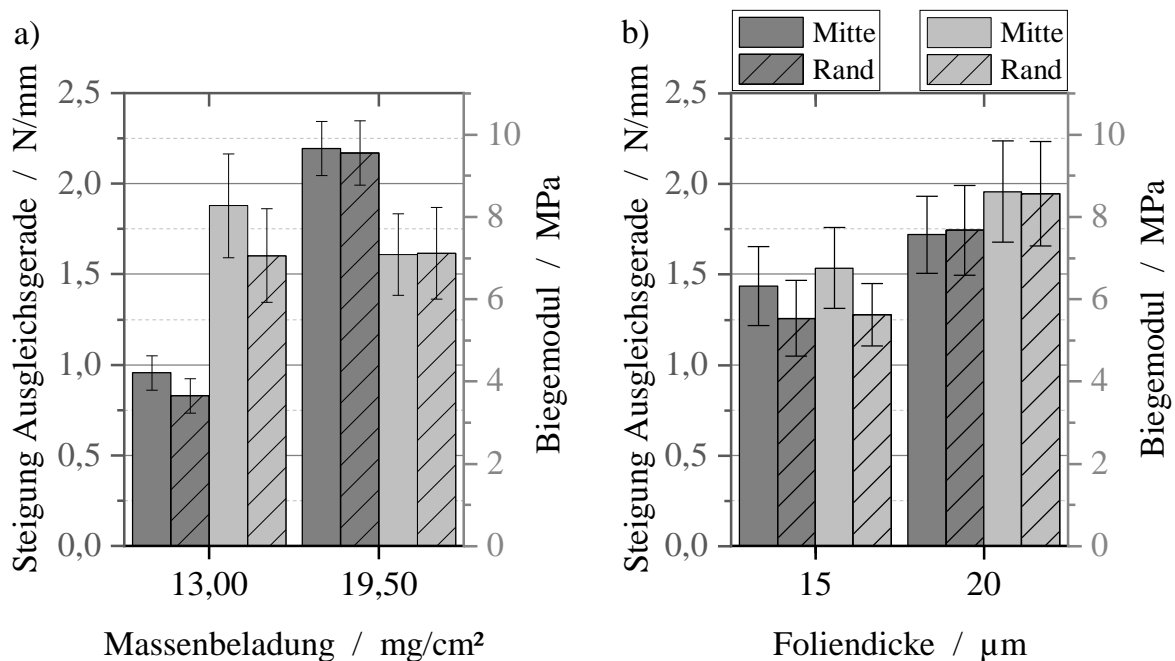 a)
Steigung Ausgleichsgerade / N/mm
2,5
2,0
1,5
1,0
0,5
0,0
10
8
6
4
2
0
Biegemodul / MPa
13,00 19,50
Massenbeladung / mg/cm²
b)
Mitte Mitte
Rand Rand
Steigung Ausgleichsgerade / N/mm
2,5
2,0
1,5
1,0
0,5
0,0
10
8
6
4
2
0
Biegemodul / MPa
15 20
Foliendicke / µm